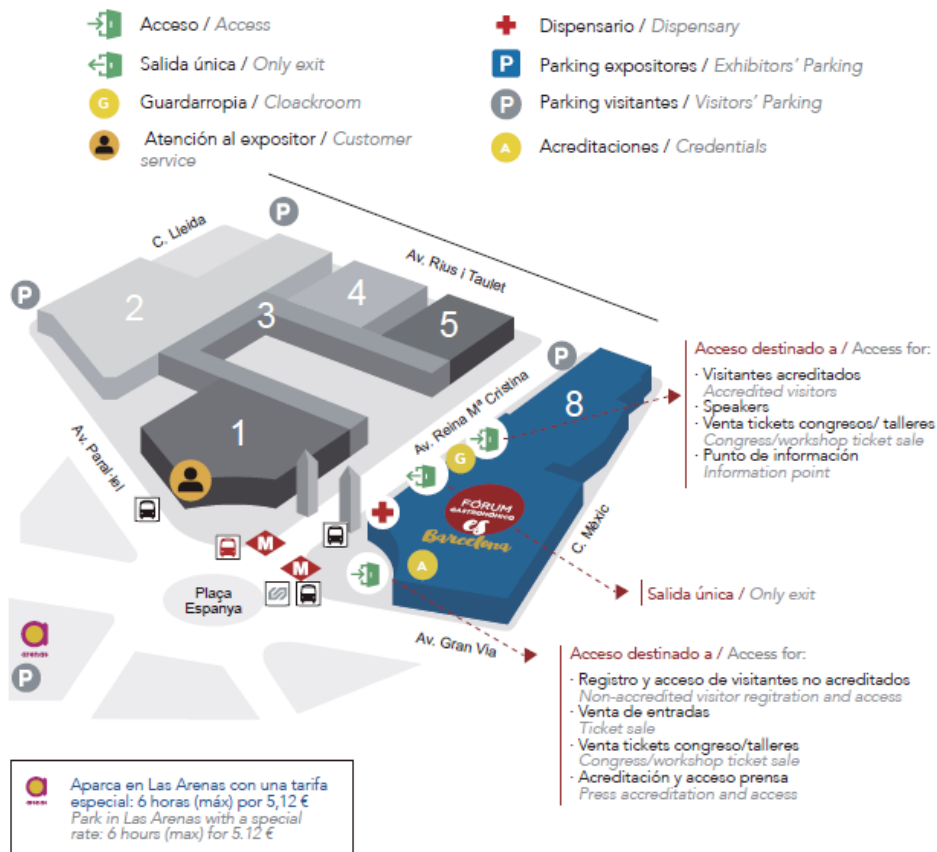 Acceso / Access
Salida única / Only exit
G
Guardarropia / Cloackroom
Atención al expositor / Customer
service
Dispensario / Dispensary
P
Parking expositores / Exhibitors' Parking
P
Parking visitantes / Visitors' Parking
A
Acreditaciones / Credentials
P
C. Lleida
Av. Rius i Taulet
P
2
3
4
5
P
8
1
Av. Reina Mª Cristina
Av. Paral·lel
G
FÓRUM
GASTRONÓMICO
es
Barcelona
C. Mèxic
M
M
A
Plaça
Espanya
Av. Gran Via
a
arenas
P
Acceso destinado a / Access for:
· Visitantes acreditados
Accredited visitors
· Speakers
· Venta tickets congresos/ talleres
Congress/workshop ticket sale
· Punto de información
Information point
Salida única / Only exit
Acceso destinado a / Access for:
· Registro y acceso de visitantes no acreditados
Non-accredited visitor regitration and access
· Venta de entradas
Ticket sale
· Venta tickets congreso/talleres
Congress/workshop ticket sale
· Acreditación y acceso prensa
Press accreditation and access
a
arenas
Aparca en Las Arenas con una tarifa
especial: 6 horas (máx) por 5,12 €
Park in Las Arenas with a special
rate: 6 hours (max) for 5.12 €